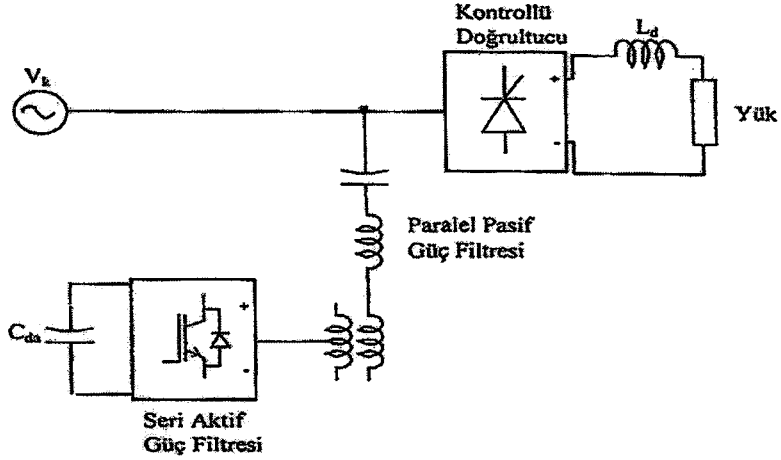 Kontrollü
Doğrultucu
L_d
V_k
+
-
Yük
Paralel Pasif
Güç Filtresi
C_da
+
-
Seri Aktif
Güç Filtresi